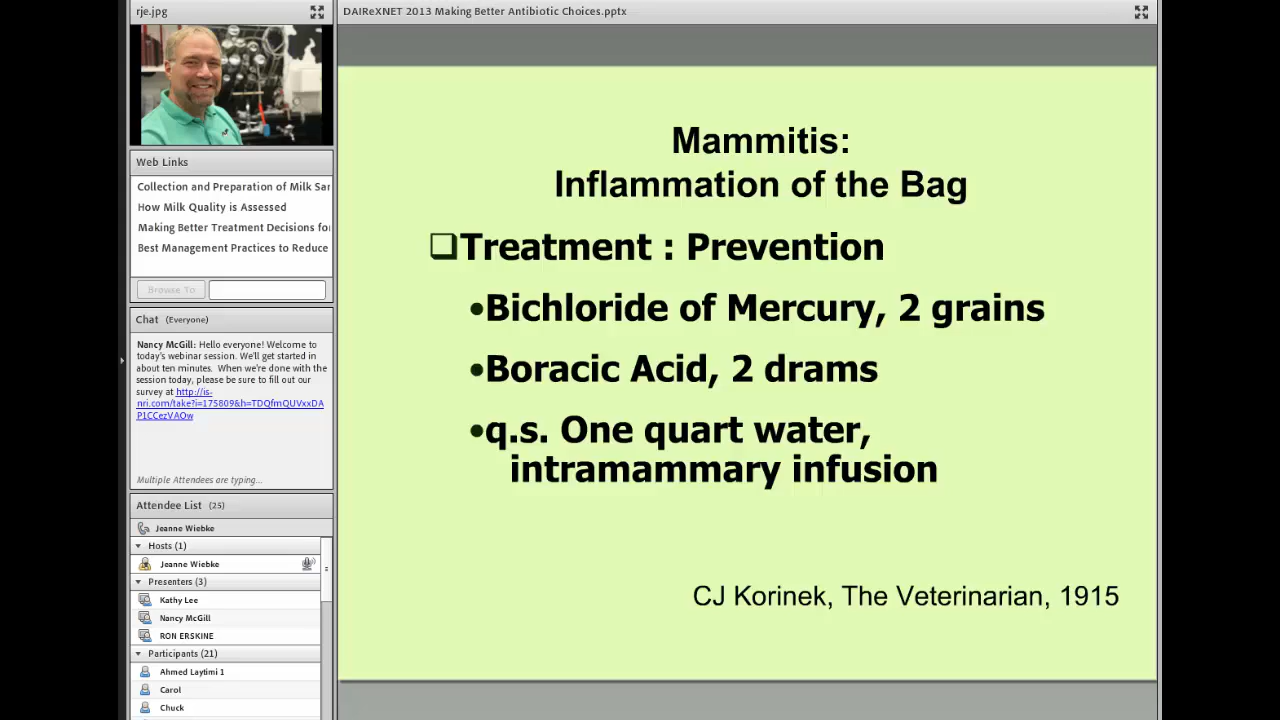 rje.jpg
Web Links
Collection and Preparation of Milk Sar
How Milk Quality is Assessed
Making Better Treatment Decisions for
Best Management Practices to Reduce
Browse To
Chat (Everyone)
Nancy McGill: Hello everyone! Welcome to
today's webinar session. We'll get started in
about ten minutes. When we're done with the
session today, please be sure to fill out our
survey at http://is-
nri.com/take?i=175809&h=TDQfmQUVxxDA
P1CCezVAOw
Multiple Attendees are typing...
Attendee List (25)
Jeanne Wiebke
Hosts (1)
Jeanne Wiebke
Presenters (3)
Kathy Lee
Nancy McGill
RON ERSKINE
Participants (21)
Ahmed Laytimi 1
Carol
Chuck
DAIReXNET 2013 Making Better Antibiotic Choices.pptx
Mammitis:
Inflammation of the Bag
Treatment : Prevention
•Bichloride of Mercury, 2 grains
•Boracic Acid, 2 drams
•q.s. One quart water,
intramammary infusion
CJ Korinek, The Veterinarian, 1915